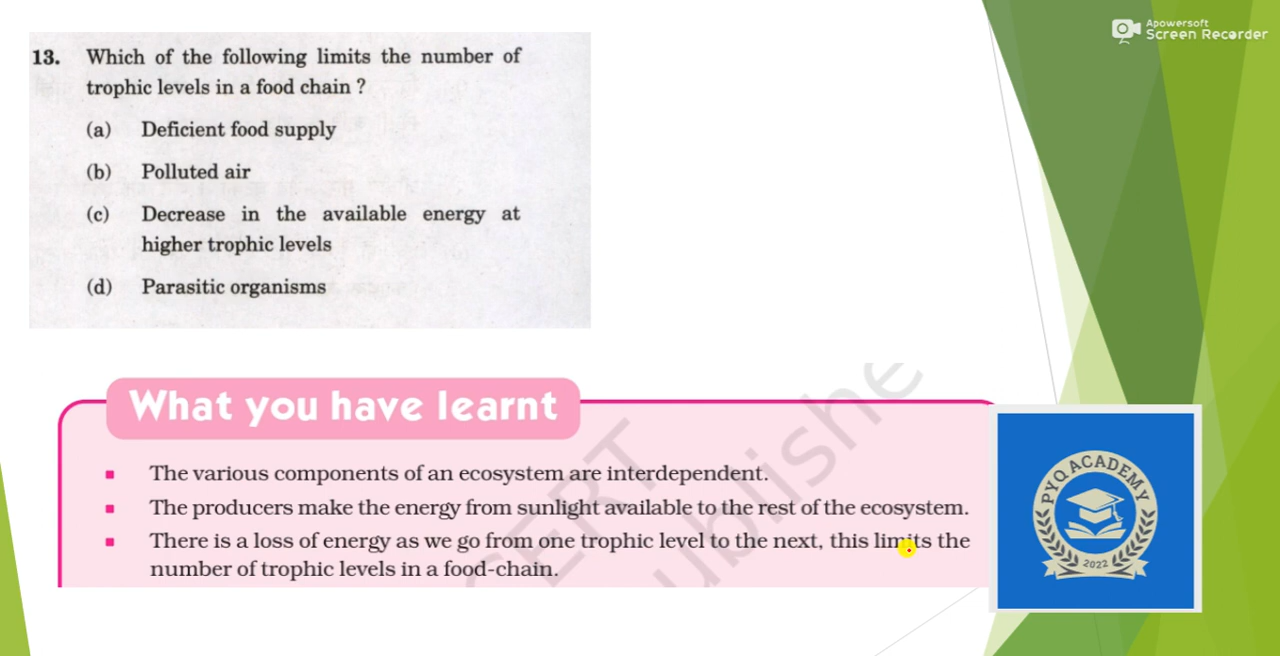 Apowersoft
Screen Recorder
13. Which of the following limits the number of
trophic levels in a food chain ?
(a) Deficient food supply
(b) Polluted air
(c) Decrease in the available energy at
higher trophic levels
(d) Parasitic organisms
What you have learnt
▪ The various components of an ecosystem are interdependent.
▪ The producers make the energy from sunlight available to the rest of the ecosystem.
▪ There is a loss of energy as we go from one trophic level to the next, this limits the
number of trophic levels in a food-chain.
PYQ ACADEMY
2022